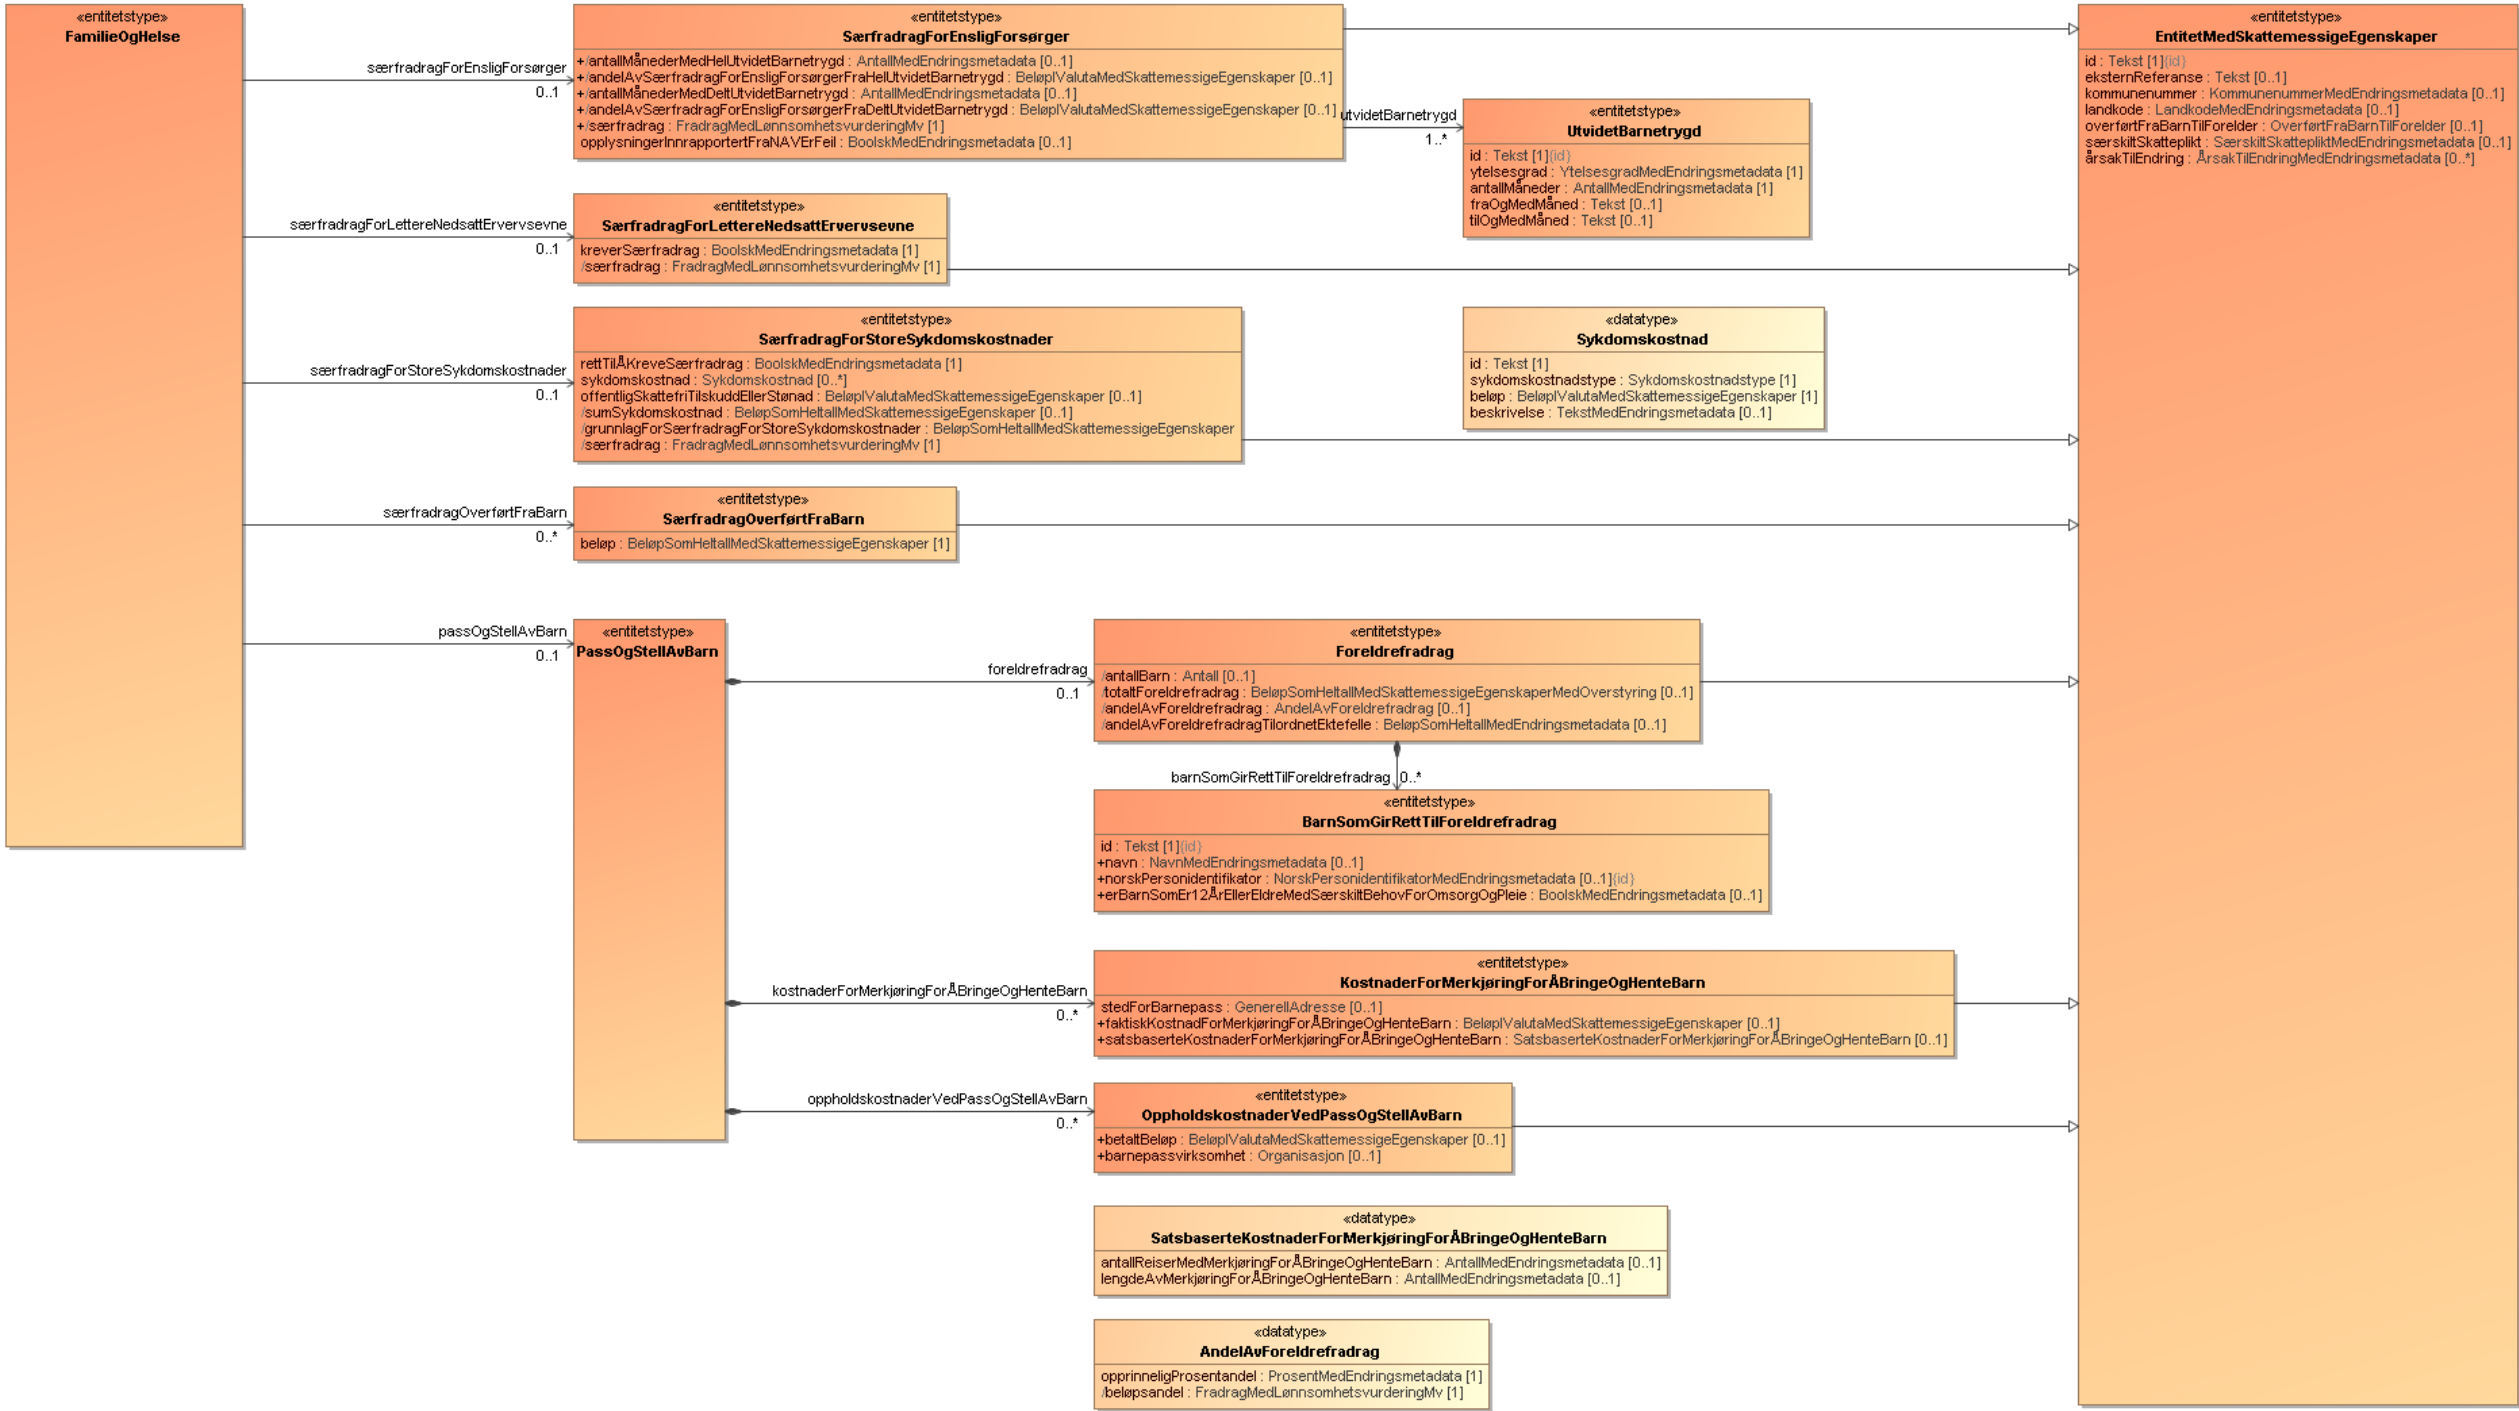 «entitetstype»
FamilieOgHelse
særfradragForEnsligForsørger
0..1
særfradragForLettereNedsattErvervsevne
0..1
særfradragForStoreSykdomskostnader
0..1
særfradragOverførtFraBarn
0..*
passOgStellAvBarn
0..1
«entitetstype»
SærfradragForEnsligForsørger
+/antallMånederMedHelUtvidetBarnetrygd : AntallMedEndringsmetadata [0..1]
+/andelAvSærfradragForEnsligForsørgerFraHelUtvidetBarnetrygd : BeløpIValutaMedSkattemessigeEgenskaper [0..1]
+/antallMånederMedDeltUtvidetBarnetrygd : AntallMedEndringsmetadata [0..1]
+/andelAvSærfradragForEnsligForsørgerFraDeltUtvidetBarnetrygd : BeløpIValutaMedSkattemessigeEgenskaper [0..1]
+/særfradrag : FradragMedLønnsomhetsvurderingMv [1]
opplysningerInnrapportertFraNAVErFeil : BoolskMedEndringsmetadata [0..1]
utvidetBarnetrygd
1..*
«entitetstype»
UtvidetBarnetrygd
id : Tekst [1]{id}
ytelsesgrad : YtelsesgradMedEndringsmetadata [1]
antallMåneder : AntallMedEndringsmetadata [1]
fraOgMedMåned : Tekst [0..1]
tilOgMedMåned : Tekst [0..1]
«entitetstype»
SærfradragForLettereNedsattErvervsevne
kreverSærfradrag : BoolskMedEndringsmetadata [1]
/særfradrag : FradragMedLønnsomhetsvurderingMv [1]
«entitetstype»
SærfradragForStoreSykdomskostnader
rettTilÅKreveSærfradrag : BoolskMedEndringsmetadata [1]
sykdomskostnad : Sykdomskostnad [0..*]
offentligSkattefriTilskuddEllerStønad : BeløpIValutaMedSkattemessigeEgenskaper [0..1]
/sumSykdomskostnad : BeløpSomHeltallMedSkattemessigeEgenskaper [0..1]
/grunnlagForSærfradragForStoreSykdomskostnader : BeløpSomHeltallMedSkattemessigeEgenskaper
/særfradrag : FradragMedLønnsomhetsvurderingMv [1]
«datatype»
Sykdomskostnad
id : Tekst [1]
sykdomskostnadstype : Sykdomskostnadstype [1]
beløp : BeløpIValutaMedSkattemessigeEgenskaper [1]
beskrivelse : TekstMedEndringsmetadata [0..1]
«entitetstype»
SærfradragOverførtFraBarn
beløp : BeløpSomHeltallMedSkattemessigeEgenskaper [1]
«entitetstype»
PassOgStellAvBarn
foreldrefradrag
0..1
kostnaderForMerkjøringForÅBringeOgHenteBarn
0..*
oppholdskostnaderVedPassOgStellAvBarn
0..*
«entitetstype»
Foreldrefradrag
/antallBarn : Antall [0..1]
/totaltForeldrefradrag : BeløpSomHeltallMedSkattemessigeEgenskaperMedOverstyring [0..1]
/andelAvForeldrefradrag : AndelAvForeldrefradrag [0..1]
/andelAvForeldrefradragTilordnetEktefelle : BeløpSomHeltallMedEndringsmetadata [0..1]
barnSomGirRettTilForeldrefradrag 0..*
«entitetstype»
BarnSomGirRettTilForeldrefradrag
id : Tekst [1]{id}
+navn : NavnMedEndringsmetadata [0..1]
+norskPersonidentifikator : NorskPersonidentifikatorMedEndringsmetadata [0..1]{id}
+erBarnSomEr12ÅrEllerEldreMedSærskiltBehovForOmsorgOgPleie : BoolskMedEndringsmetadata [0..1]
«entitetstype»
KostnaderForMerkjøringForÅBringeOgHenteBarn
stedForBarnepass : GenerellAdresse [0..1]
+faktiskKostnadForMerkjøringForÅBringeOgHenteBarn : BeløpIValutaMedSkattemessigeEgenskaper [0..1]
+satsbaserteKostnaderForMerkjøringForÅBringeOgHenteBarn : SatsbaserteKostnaderForMerkjøringForÅBringeOgHenteBarn [0..1]
«entitetstype»
OppholdskostnaderVedPassOgStellAvBarn
+betaltBeløp : BeløpIValutaMedSkattemessigeEgenskaper [0..1]
+barnepassvirksomhet : Organisasjon [0..1]
«datatype»
SatsbaserteKostnaderForMerkjøringForÅBringeOgHenteBarn
antallReiserMedMerkjøringForÅBringeOgHenteBarn : AntallMedEndringsmetadata [0..1]
lengdeAvMerkjøringForÅBringeOgHenteBarn : AntallMedEndringsmetadata [0..1]
«datatype»
AndelAvForeldrefradrag
opprinneligProsentandel : ProsentMedEndringsmetadata [1]
/beløpsandel : FradragMedLønnsomhetsvurderingMv [1]
«entitetstype»
EntitetMedSkattemessigeEgenskaper
id : Tekst [1]{id}
eksternReferanse : Tekst [0..1]
kommunenummer : KommunenummerMedEndringsmetadata [0..1]
landkode : LandkodeMedEndringsmetadata [0..1]
overførtFraBarnTilForelder : OverførtFraBarnTilForelder [0..1]
særskiltSkatteplikt : SærskiltSkattepliktMedEndringsmetadata [0..1]
årsakTilEndring : ÅrsakTilEndringMedEndringsmetadata [0..*]